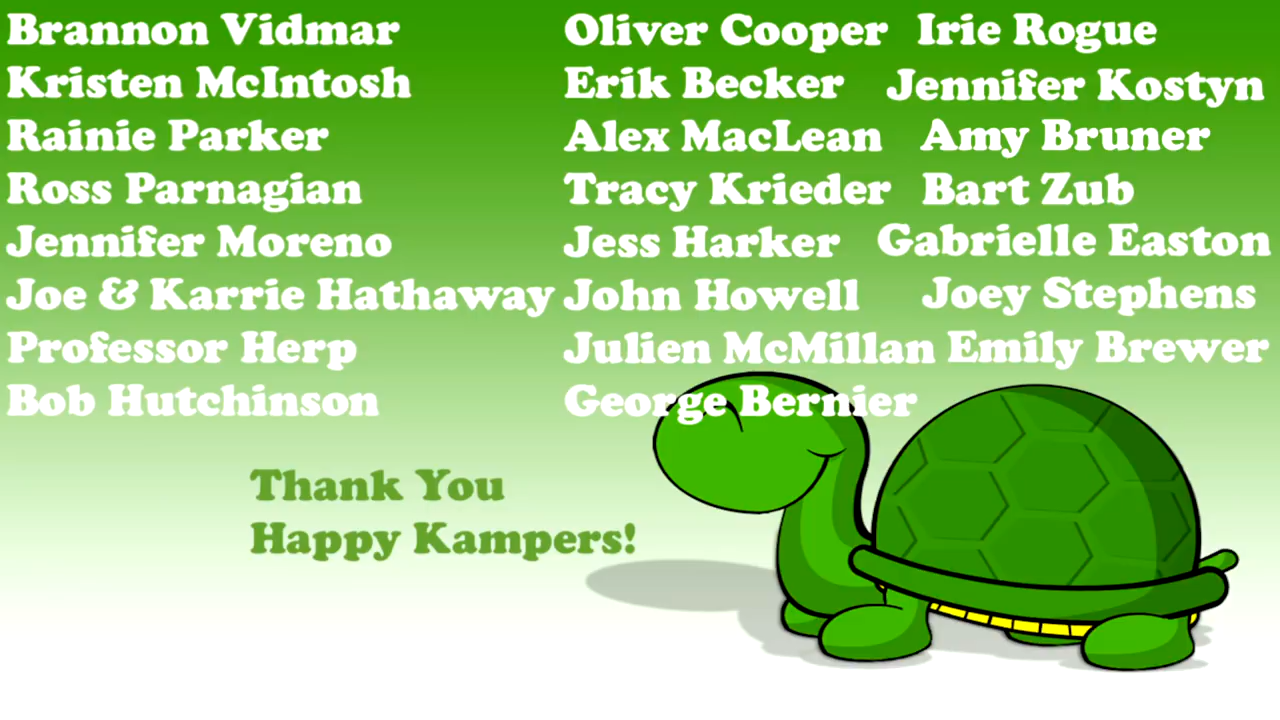 Brannon Vidmar
Kristen McIntosh
Rainie Parker
Ross Parnagian
Jennifer Moreno
Joe & Karrie Hathaway
Professor Herp
Bob Hutchinson
Oliver Cooper
Erik Becker
Alex MacLean
Tracy Krieder
Jess Harker
John Howell
Julien McMillan
George Bernier
Irie Rogue
Jennifer Kostyn
Amy Bruner
Bart Zub
Gabrielle Easton
Joey Stephens
Emily Brewer
Thank You
Happy Kampers!